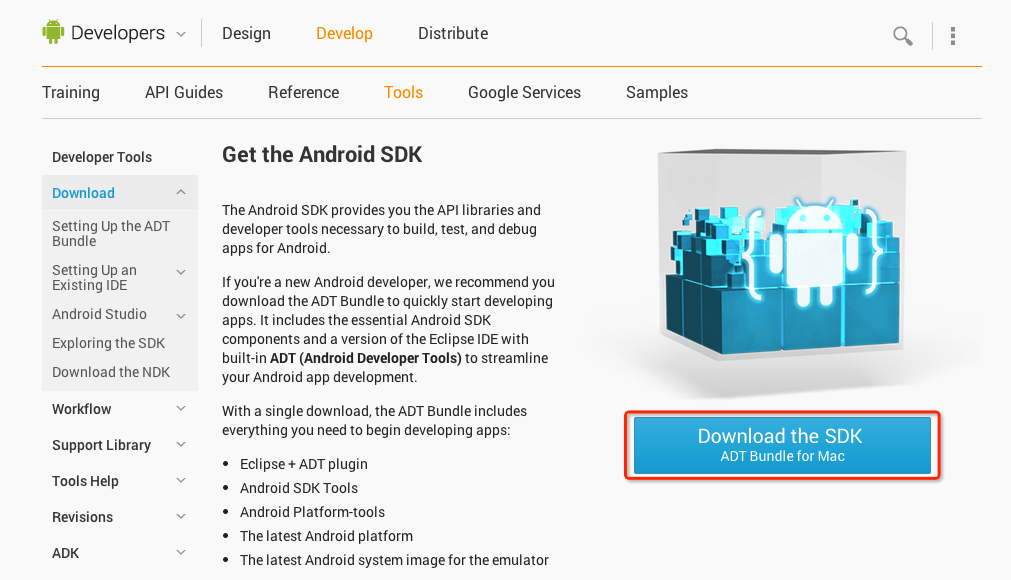 Developers
Design
Develop
Distribute
Training
API Guides
Reference
Tools
Google Services
Samples
Developer Tools
Download
Setting Up the ADT
Bundle
Setting Up an
Existing IDE
Android Studio
Exploring the SDK
Download the NDK
Workflow
Support Library
Tools Help
Revisions
ADK
Get the Android SDK
The Android SDK provides you the API libraries and
developer tools necessary to build, test, and debug
apps for Android.
If you're a new Android developer, we recommend you
download the ADT Bundle to quickly start developing
apps. It includes the essential Android SDK
components and a version of the Eclipse IDE with
built-in ADT (Android Developer Tools) to streamline
your Android app development.
With a single download, the ADT Bundle includes
everything you need to begin developing apps:
• Eclipse + ADT plugin
• Android SDK Tools
• Android Platform-tools
• The latest Android platform
• The latest Android system image for the emulator
{ }
Download the SDK
ADT Bundle for Mac